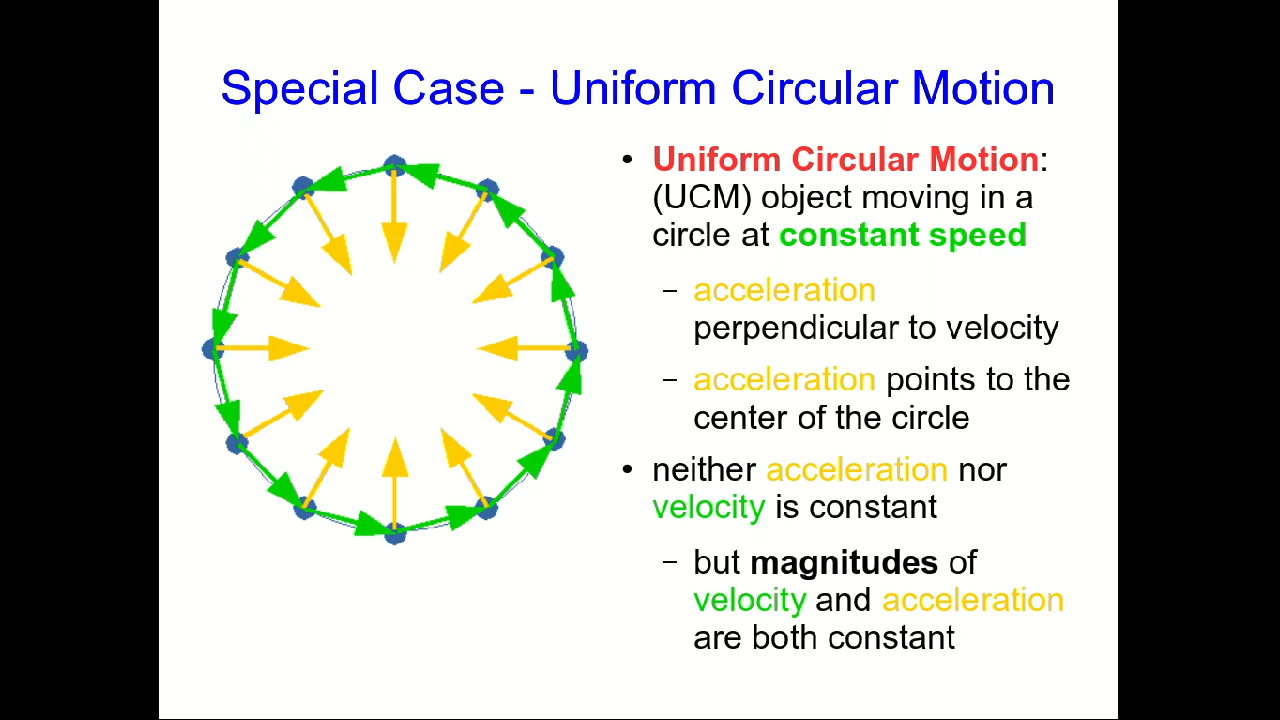 Special Case - Uniform Circular Motion
• Uniform Circular Motion:
(UCM) object moving in a
circle at constant speed
– acceleration
perpendicular to velocity
– acceleration points to the
center of the circle
• neither acceleration nor
velocity is constant
– but magnitudes of
velocity and acceleration
are both constant